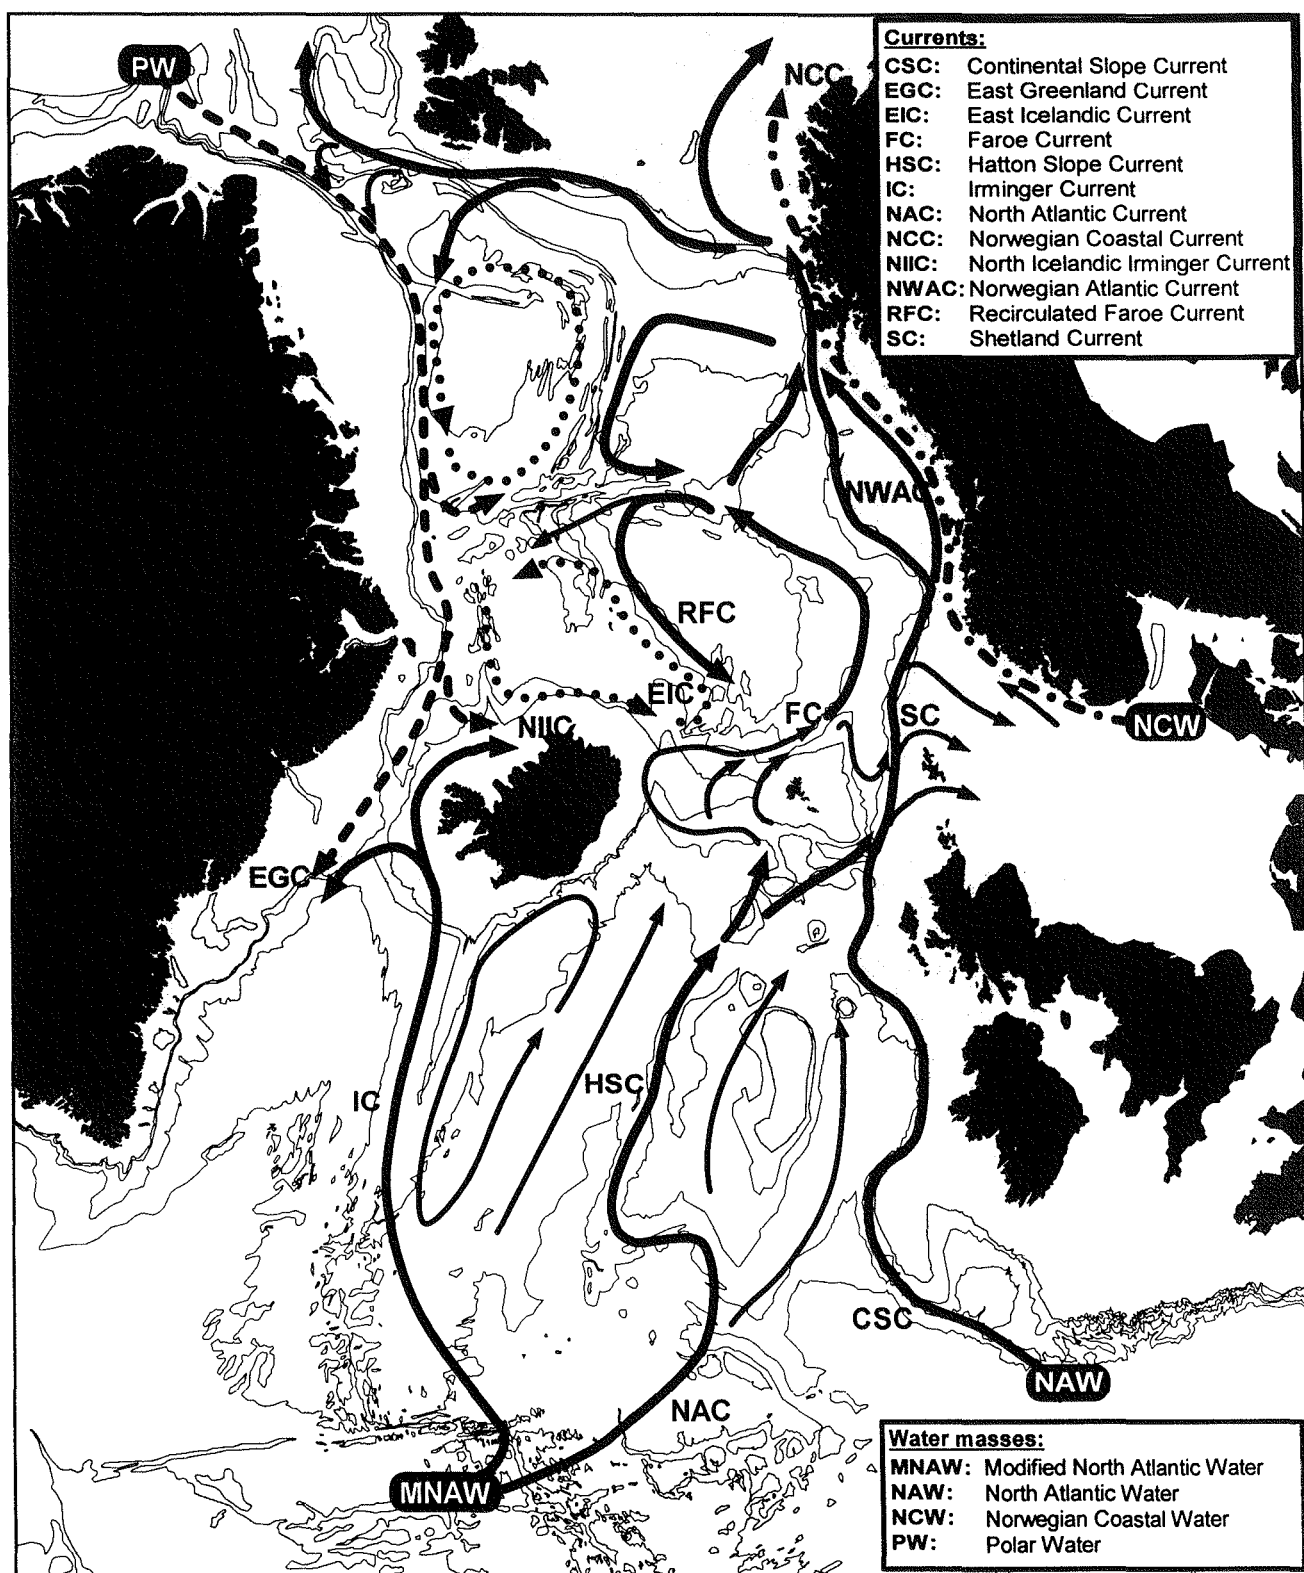 PW
NCC
Currents:
CSC: Continental Slope Current
EGC: East Greenland Current
EIC: East Icelandic Current
FC: Faroe Current
HSC: Hatton Slope Current
IC: Irminger Current
NAC: North Atlantic Current
NCC: Norwegian Coastal Current
NIIC: North Icelandic Irminger Current
NWAC: Norwegian Atlantic Current
RFC: Recirculated Faroe Current
SC: Shetland Current
NWAC
RFC
EIC
FC
SC
NCW
NIIC
EGC
HSC
IC
CSC
NAW
NAC
MNAW
Water masses:
MNAW: Modified North Atlantic Water
NAW: North Atlantic Water
NCW: Norwegian Coastal Water
PW: Polar Water